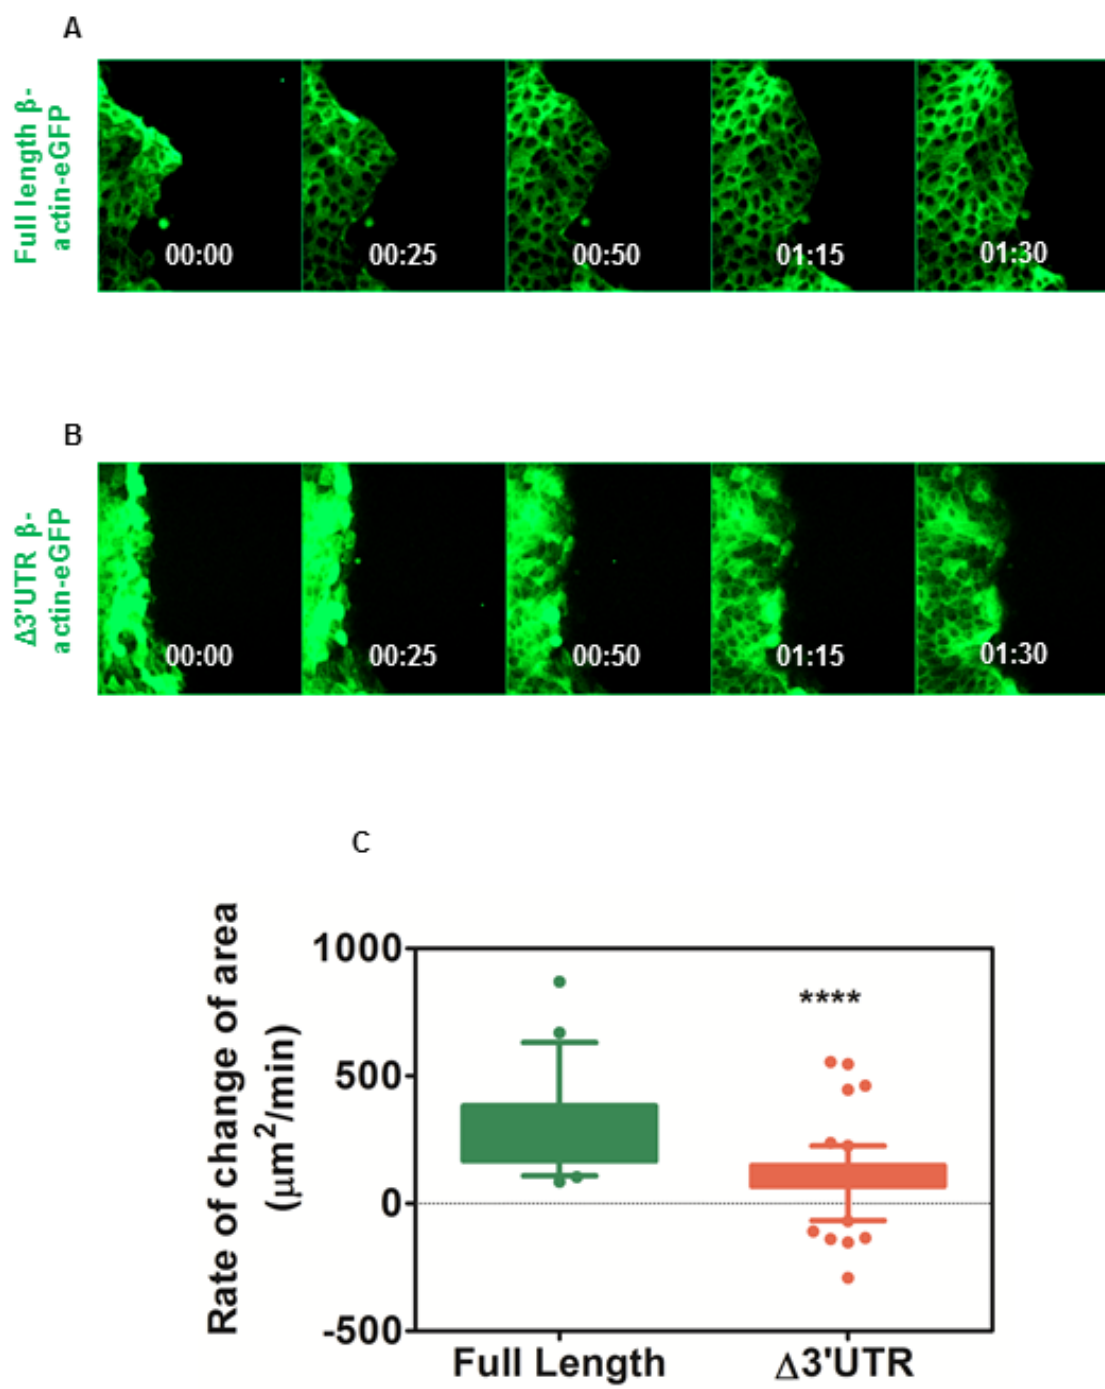 A
Full length β-
actin-eGFP
00:00
00:25
00:50
01:15
01:30
B
Δ3'UTR β-
actin-eGFP
00:00
00:25
00:50
01:15
01:30
C
Rate of change of area
(μm²/min)
1000
500
0
-500
****
Full Length
Δ3'UTR